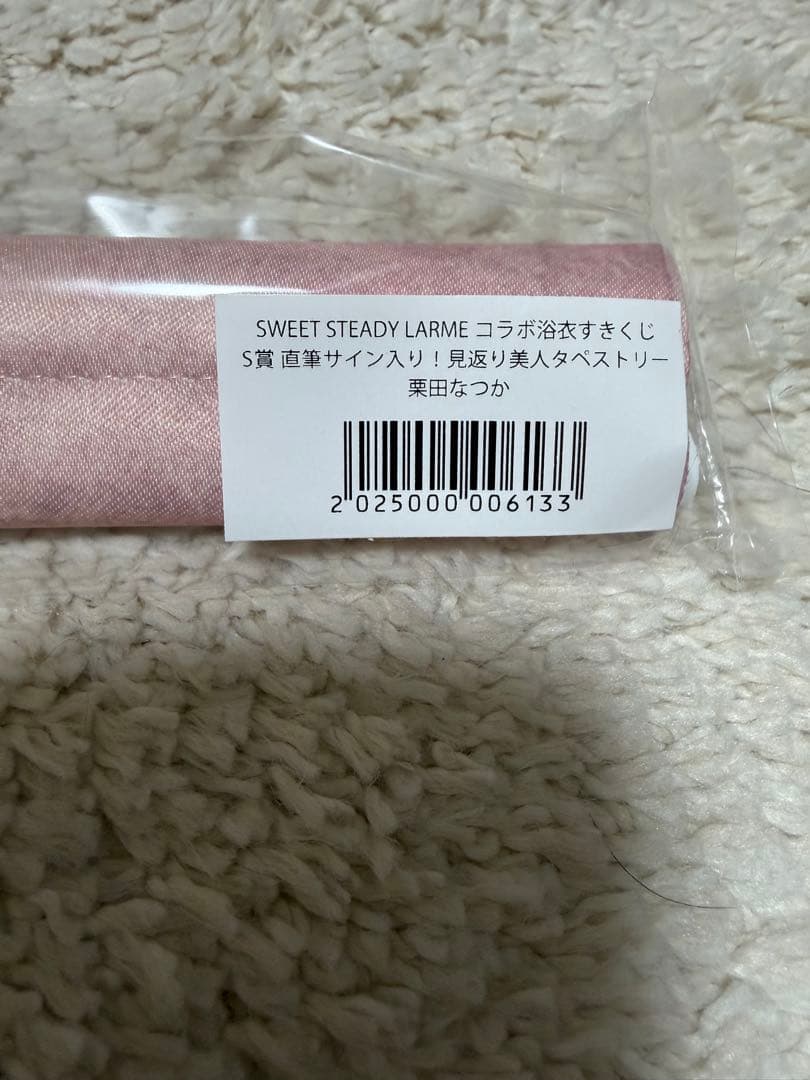 SWEET STEADY LARME コラボ浴衣すきくじ
S賞 直筆サイン入り！見返り美人タペストリー
栗田なつか
2 025000 006133